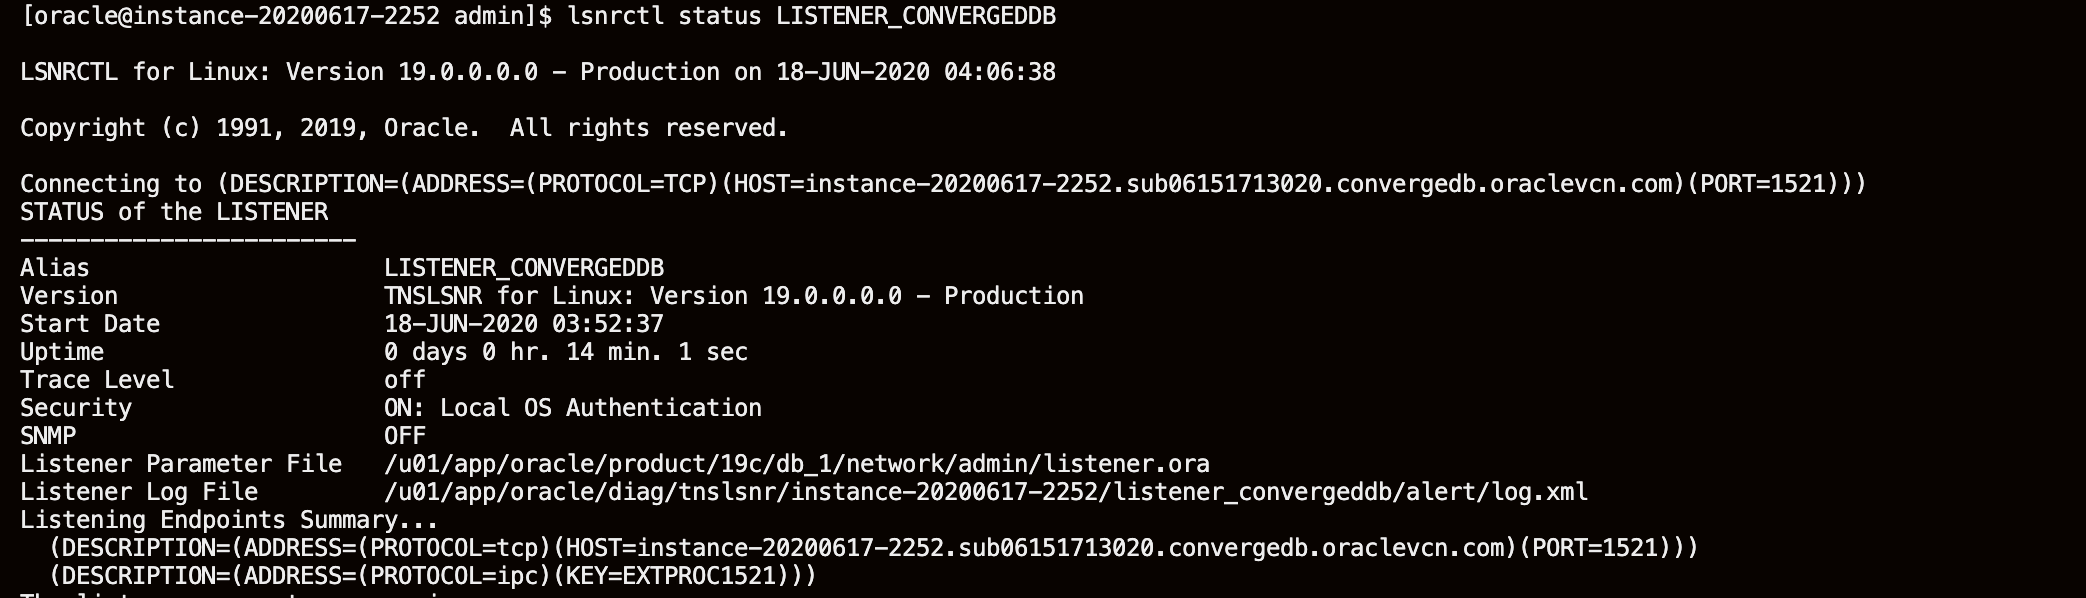 [oracle@instance-20200617-2252 admin]$ lsnrctl status LISTENER_CONVERGEDDB
LSNRCTL for Linux: Version 19.0.0.0.0 - Production on 18-JUN-2020 04:06:38
Copyright (c) 1991, 2019, Oracle.  All rights reserved.
Connecting to (DESCRIPTION=(ADDRESS=(PROTOCOL=TCP)(HOST=instance-20200617-2252.sub06151713020.convergedb.oraclevcn.com)(PORT=1521)))
STATUS of the LISTENER
------------------------
Alias                     LISTENER_CONVERGEDDB
Version                   TNSLSNR for Linux: Version 19.0.0.0.0 - Production
Start Date                18-JUN-2020 03:52:37
Uptime                    0 days 0 hr. 14 min. 1 sec
Trace Level               off
Security                  ON: Local OS Authentication
SNMP                      OFF
Listener Parameter File   /u01/app/oracle/product/19c/db_1/network/admin/listener.ora
Listener Log File         /u01/app/oracle/diag/tnslsnr/instance-20200617-2252/listener_convergeddb/alert/log.xml
Listening Endpoints Summary...
  (DESCRIPTION=(ADDRESS=(PROTOCOL=tcp)(HOST=instance-20200617-2252.sub06151713020.convergedb.oraclevcn.com)(PORT=1521)))
  (DESCRIPTION=(ADDRESS=(PROTOCOL=ipc)(KEY=EXTPROC1521)))